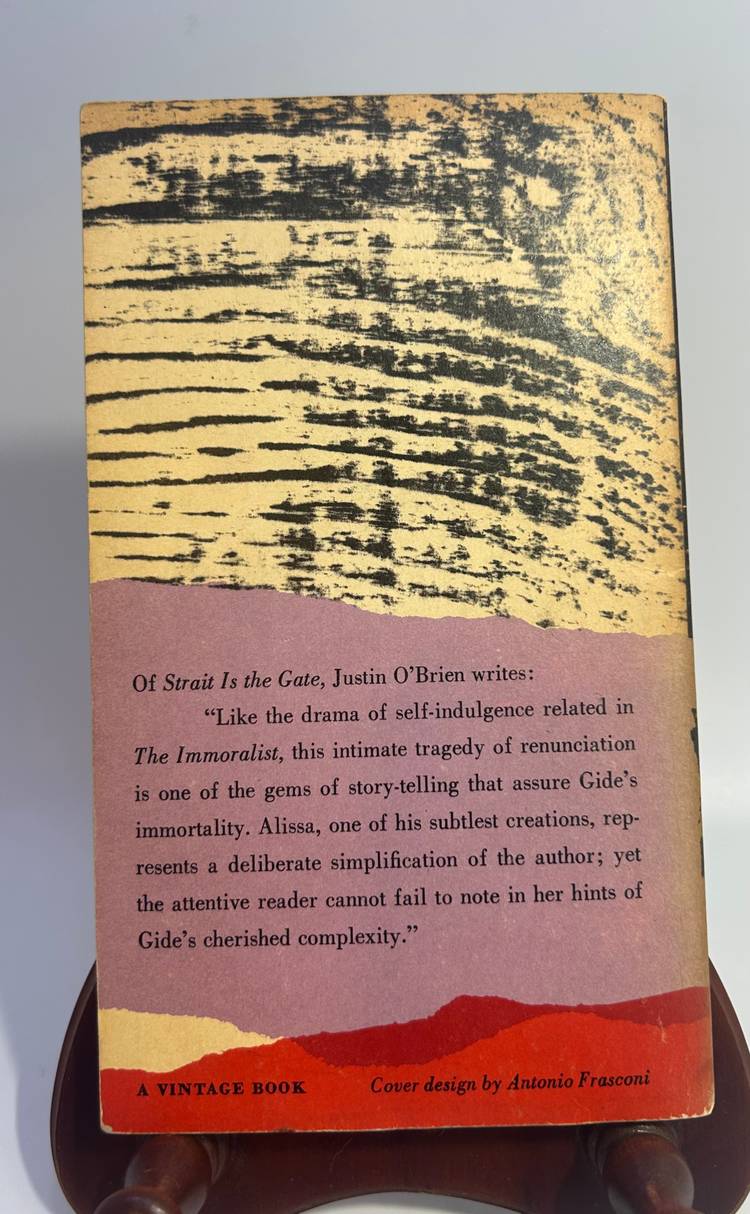 Of Strait Is the Gate, Justin O’Brien writes:
“Like the drama of self-indulgence related in
The Immoralist, this intimate tragedy of renunciation
is one of the gems of story-telling that assure Gide’s
immortality. Alissa, one of his subtlest creations, rep-
resents a deliberate simplification of the author; yet
the attentive reader cannot fail to note in her hints of
Gide’s cherished complexity.”
A VINTAGE BOOK
Cover design by Antonio Frasconi